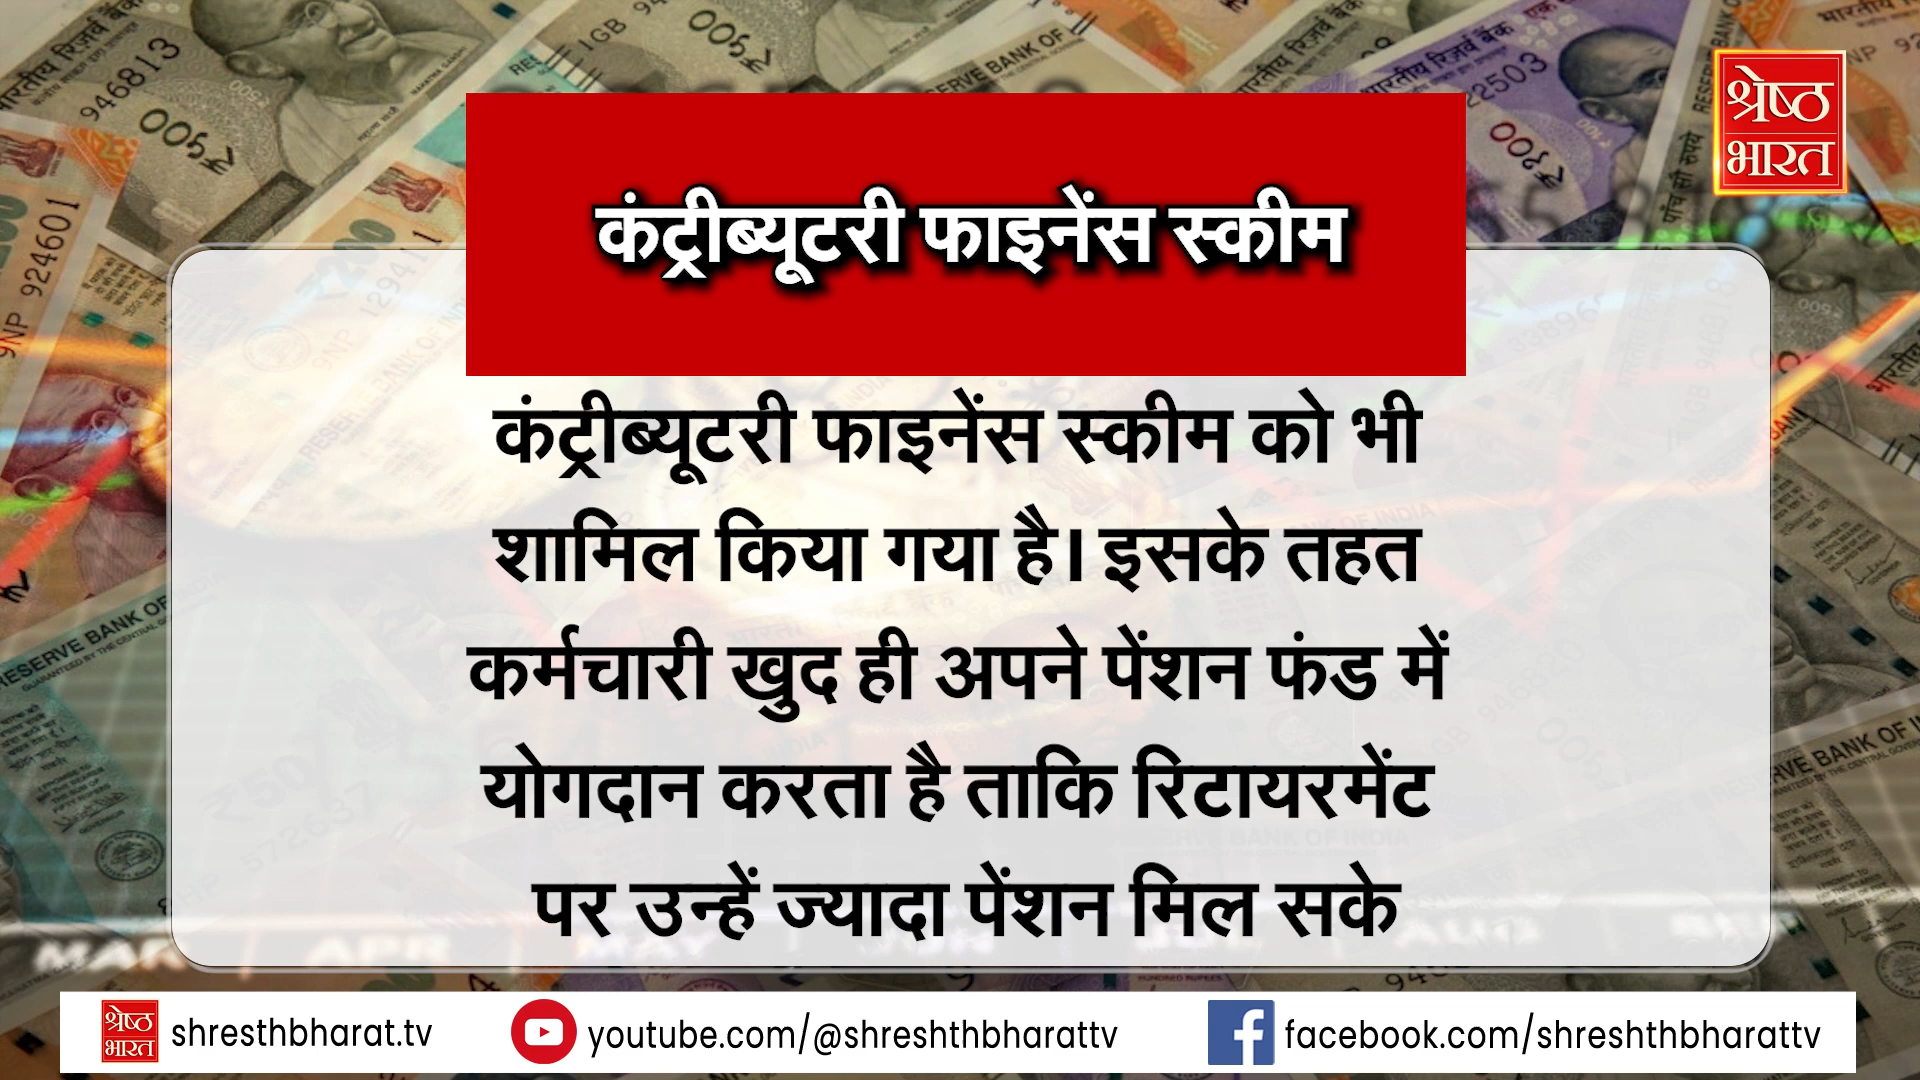 श्रेष्ठ
भारत
कंट्रीब्यूटरी फाइनेंस स्कीम
कंट्रीब्यूटरी फाइनेंस स्कीम को भी
शामिल किया गया है। इसके तहत
कर्मचारी खुद ही अपने पेंशन फंड में
योगदान करता है ताकि रिटायरमेंट
पर उन्हें ज्यादा पेंशन मिल सके
श्रेष्ठ
भारत
shresthbharat.tv
youtube.com/@shreshthbharattv
facebook.com/shreshthbharattv